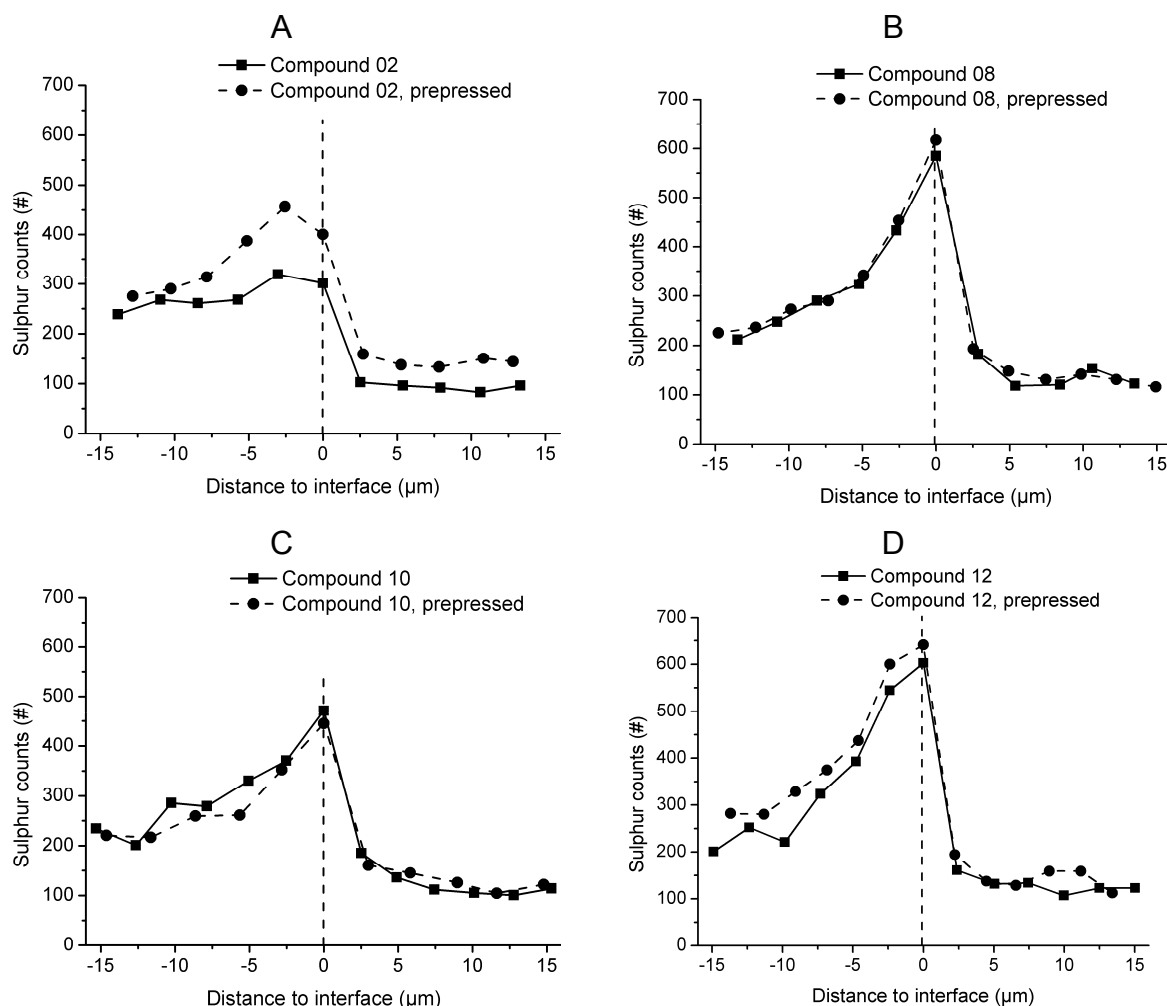 A
Compound 02
Compound 02, prepressed
700
600
500
400
300
200
100
0
Sulphur counts (#)
-15 -10 -5 0 5 10 15
Distance to interface (µm)
B
Compound 08
Compound 08, prepressed
700
600
500
400
300
200
100
0
Sulphur counts (#)
-15 -10 -5 0 5 10 15
Distance to interface (µm)
C
Compound 10
Compound 10, prepressed
700
600
500
400
300
200
100
0
Sulphur counts (#)
-15 -10 -5 0 5 10 15
Distance to interface (µm)
D
Compound 12
Compound 12, prepressed
700
600
500
400
300
200
100
0
Sulphur counts (#)
-15 -10 -5 0 5 10 15
Distance to interface (µm)